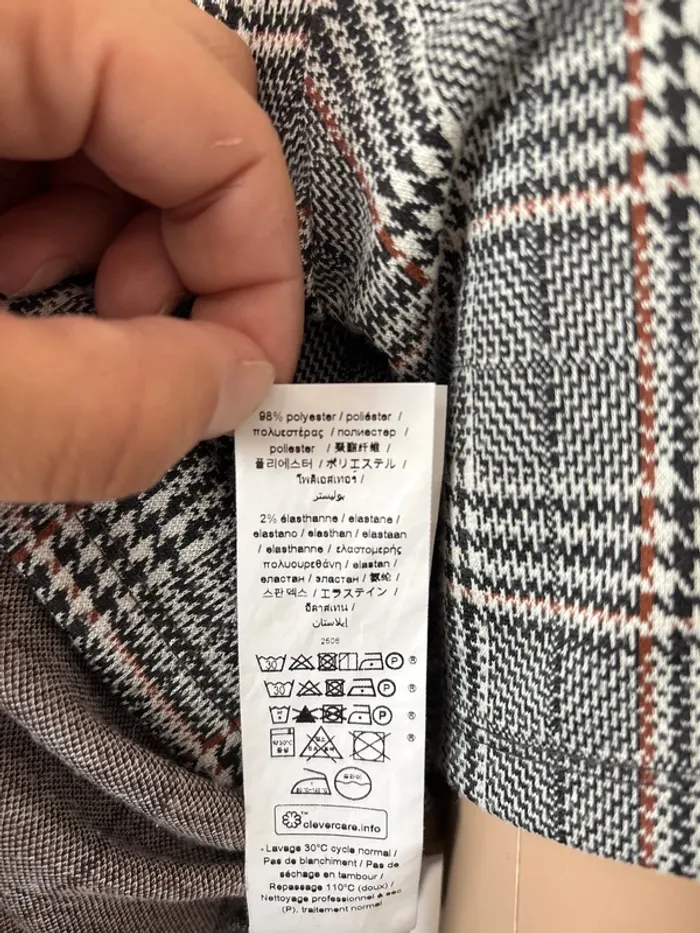 98% polyester / poliéster /
πολυεστέρας / полиестер /
poliester / 聚酯纤维 /
폴리에스터 / ポリエステル /
โพลีเอสเทอร์ /
بوليستر
2% élasthanne / elastane /
elastano / elasthan / elastaan
/ elasthanne / ελαστομερής
πολυουρεθάνη / elastan /
еластан / эластан / 氨纶 /
스판덱스 / エラステイン /
อีลาสเทน /
إيلاستان
2506
30 P ®
30 P ®
P ®
®
clevercare.info
- Lavage 30°C cycle normal /
Pas de blanchiment / Pas de
séchage en tambour /
Repassage 110°C (doux) /
Nettoyage professionnel à sec
(P), traitement normal